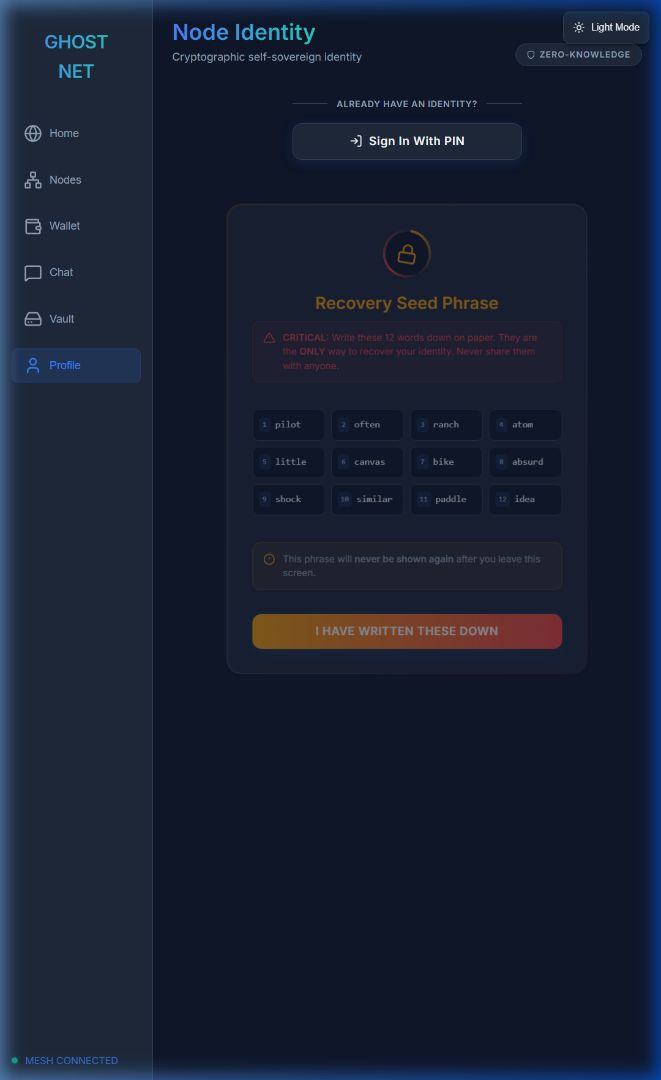 GHOST
NET
Home
Nodes
Wallet
Chat
Vault
Profile
MESH CONNECTED
Node Identity
Cryptographic self-sovereign identity
Light Mode
ZERO-KNOWLEDGE
ALREADY HAVE AN IDENTITY?
Sign In With PIN
Recovery Seed Phrase
CRITICAL: Write these 12 words down on paper. They are
the ONLY way to recover your identity. Never share them
with anyone.
1 pilot 2 often 3 ranch 4 atom
5 little 6 canvas 7 bike 8 absurd
9 shock 10 similar 11 paddle 12 idea
This phrase will never be shown again after you leave this
screen.
I HAVE WRITTEN THESE DOWN